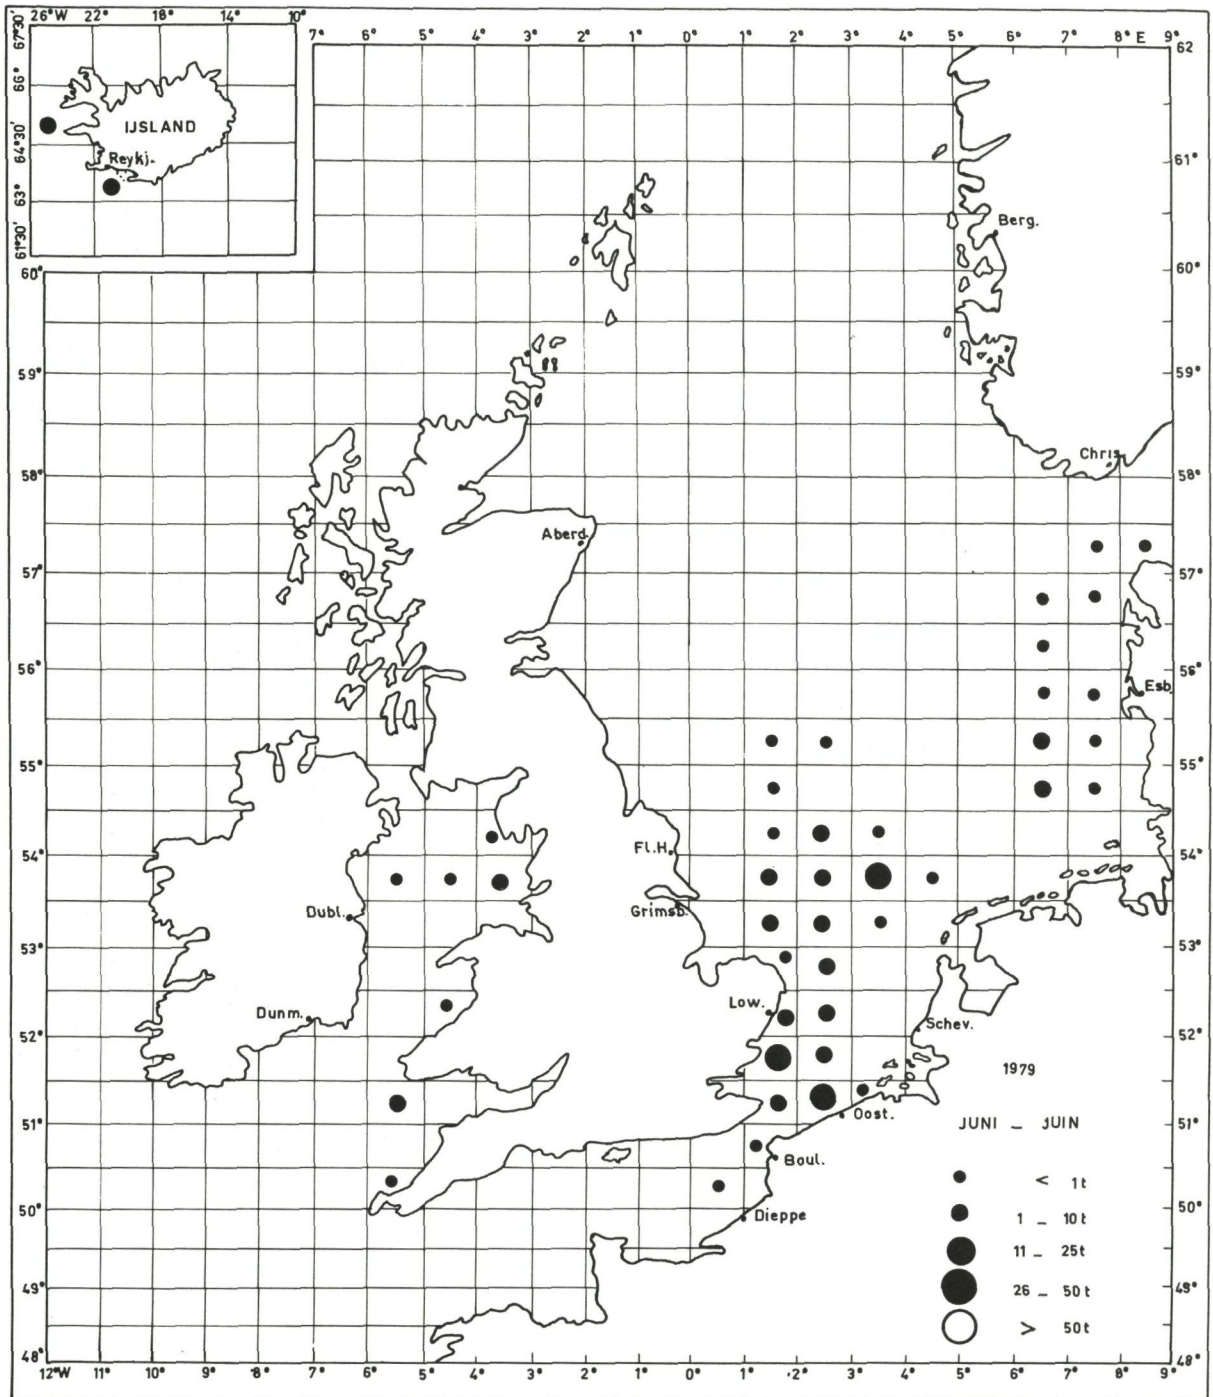 26°W 22° 18° 14° 10°
67°30'
66°
64°30'
63°
61°30'
IJSLAND
Reykj.
7° 6° 5° 4° 3° 2° 1° 0° 1° 2° 3° 4° 5° 6° 7° 8° E 9°
62
61°
60°
59°
58°
57°
56°
55°
54°
53°
52°
51°
50°
49°
48°
60°
59°
58°
57°
56°
55°
54°
53°
52°
51°
50°
49°
48°
Berg.
Chris.
Aberd.
Esb.
Fl.H.
Grimsb.
Dubl.
Dunm.
Low.
Schev.
Oost.
Boul.
Dieppe
1979
JUNI _ JUIN
< 1t
1 _ 10t
11 _ 25t
26 _ 50t
> 50t
12°W 11° 10° 9° 8° 7° 6° 5° 4° 3° 2° 1° 0° 1° 2° 3° 4° 5° 6° 7° 8° 9°